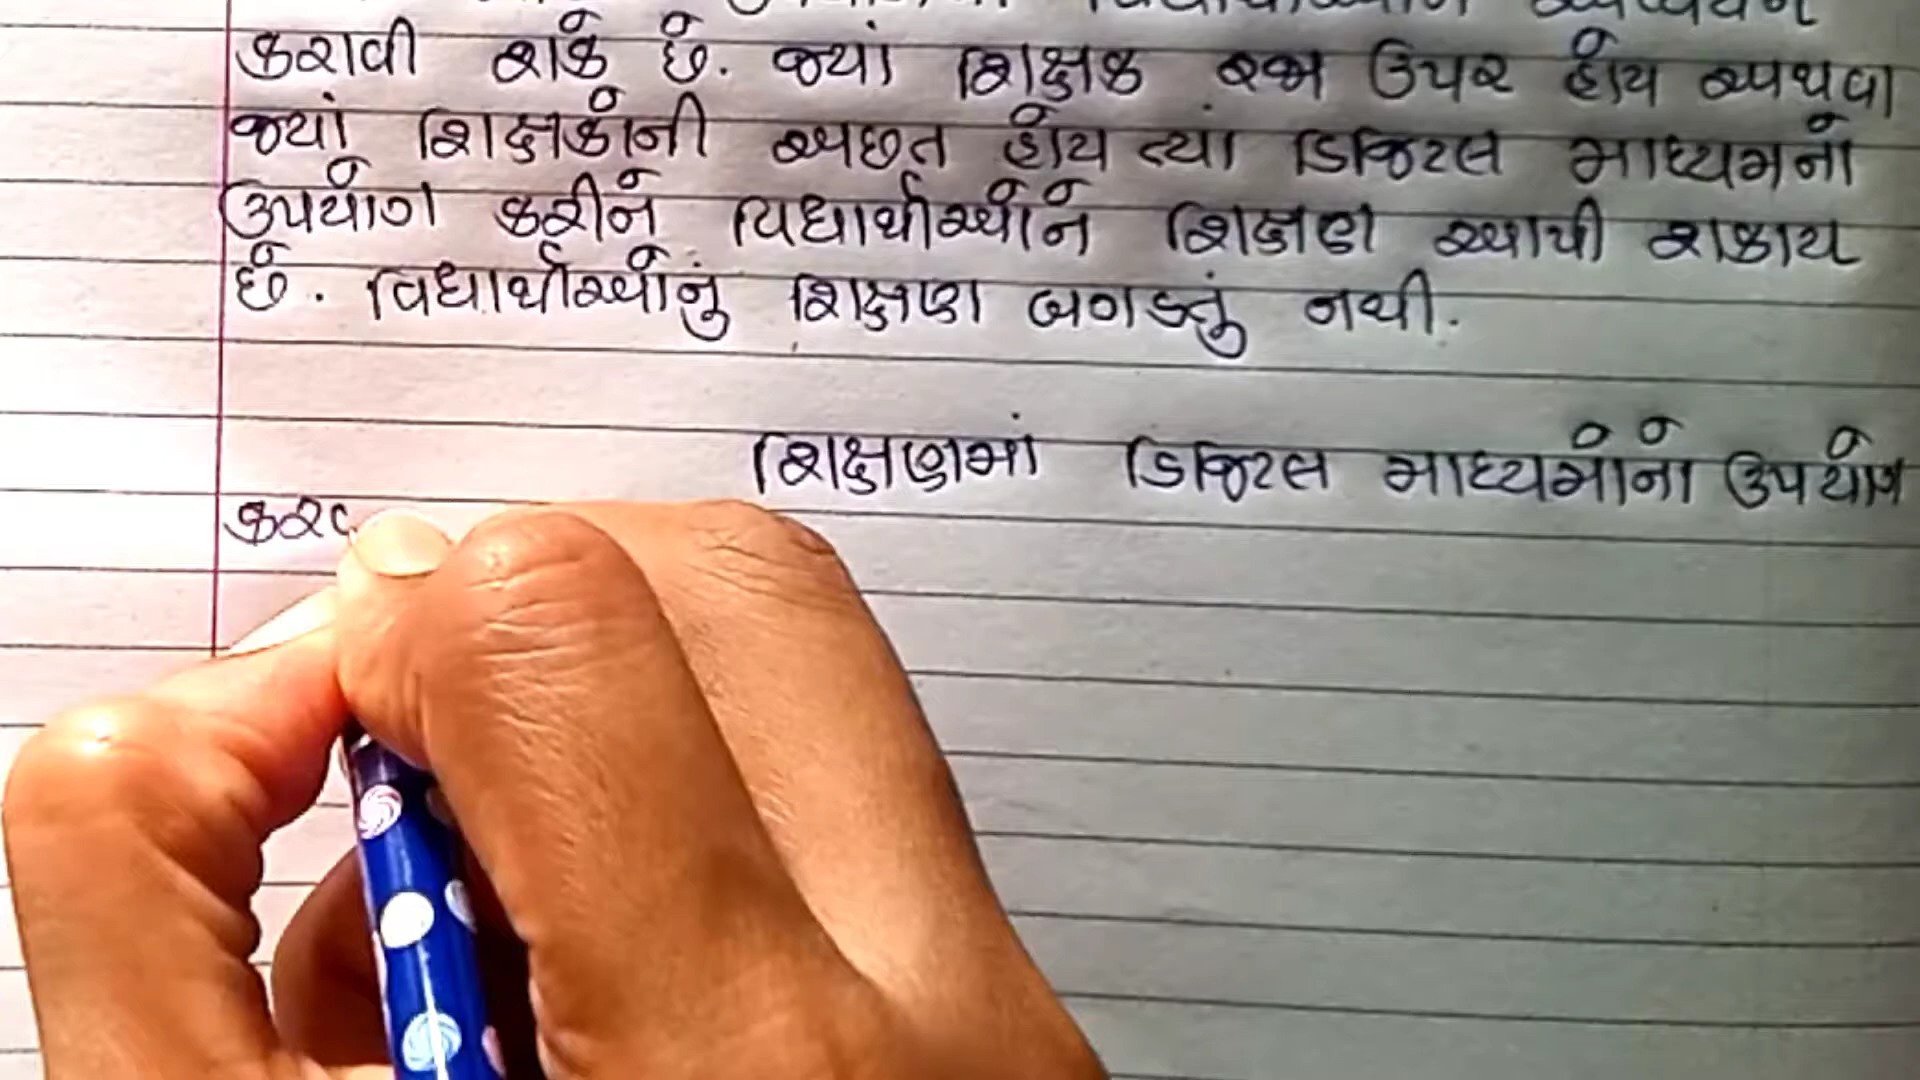 કરાવી શકે છે. જ્યાં શિક્ષક રજા ઉપર હોય અથવા
જ્યાં શિક્ષકોની અછત હોય ત્યાં ડિજિટલ માધ્યમનો
ઉપયોગ કરીને વિદ્યાર્થીઓને શિક્ષણ આપી શકાય
છે. વિદ્યાર્થીઓનું શિક્ષણ બગડતું નથી.
શિક્ષણમાં ડિજિટલ માધ્યમોનો ઉપયોગ